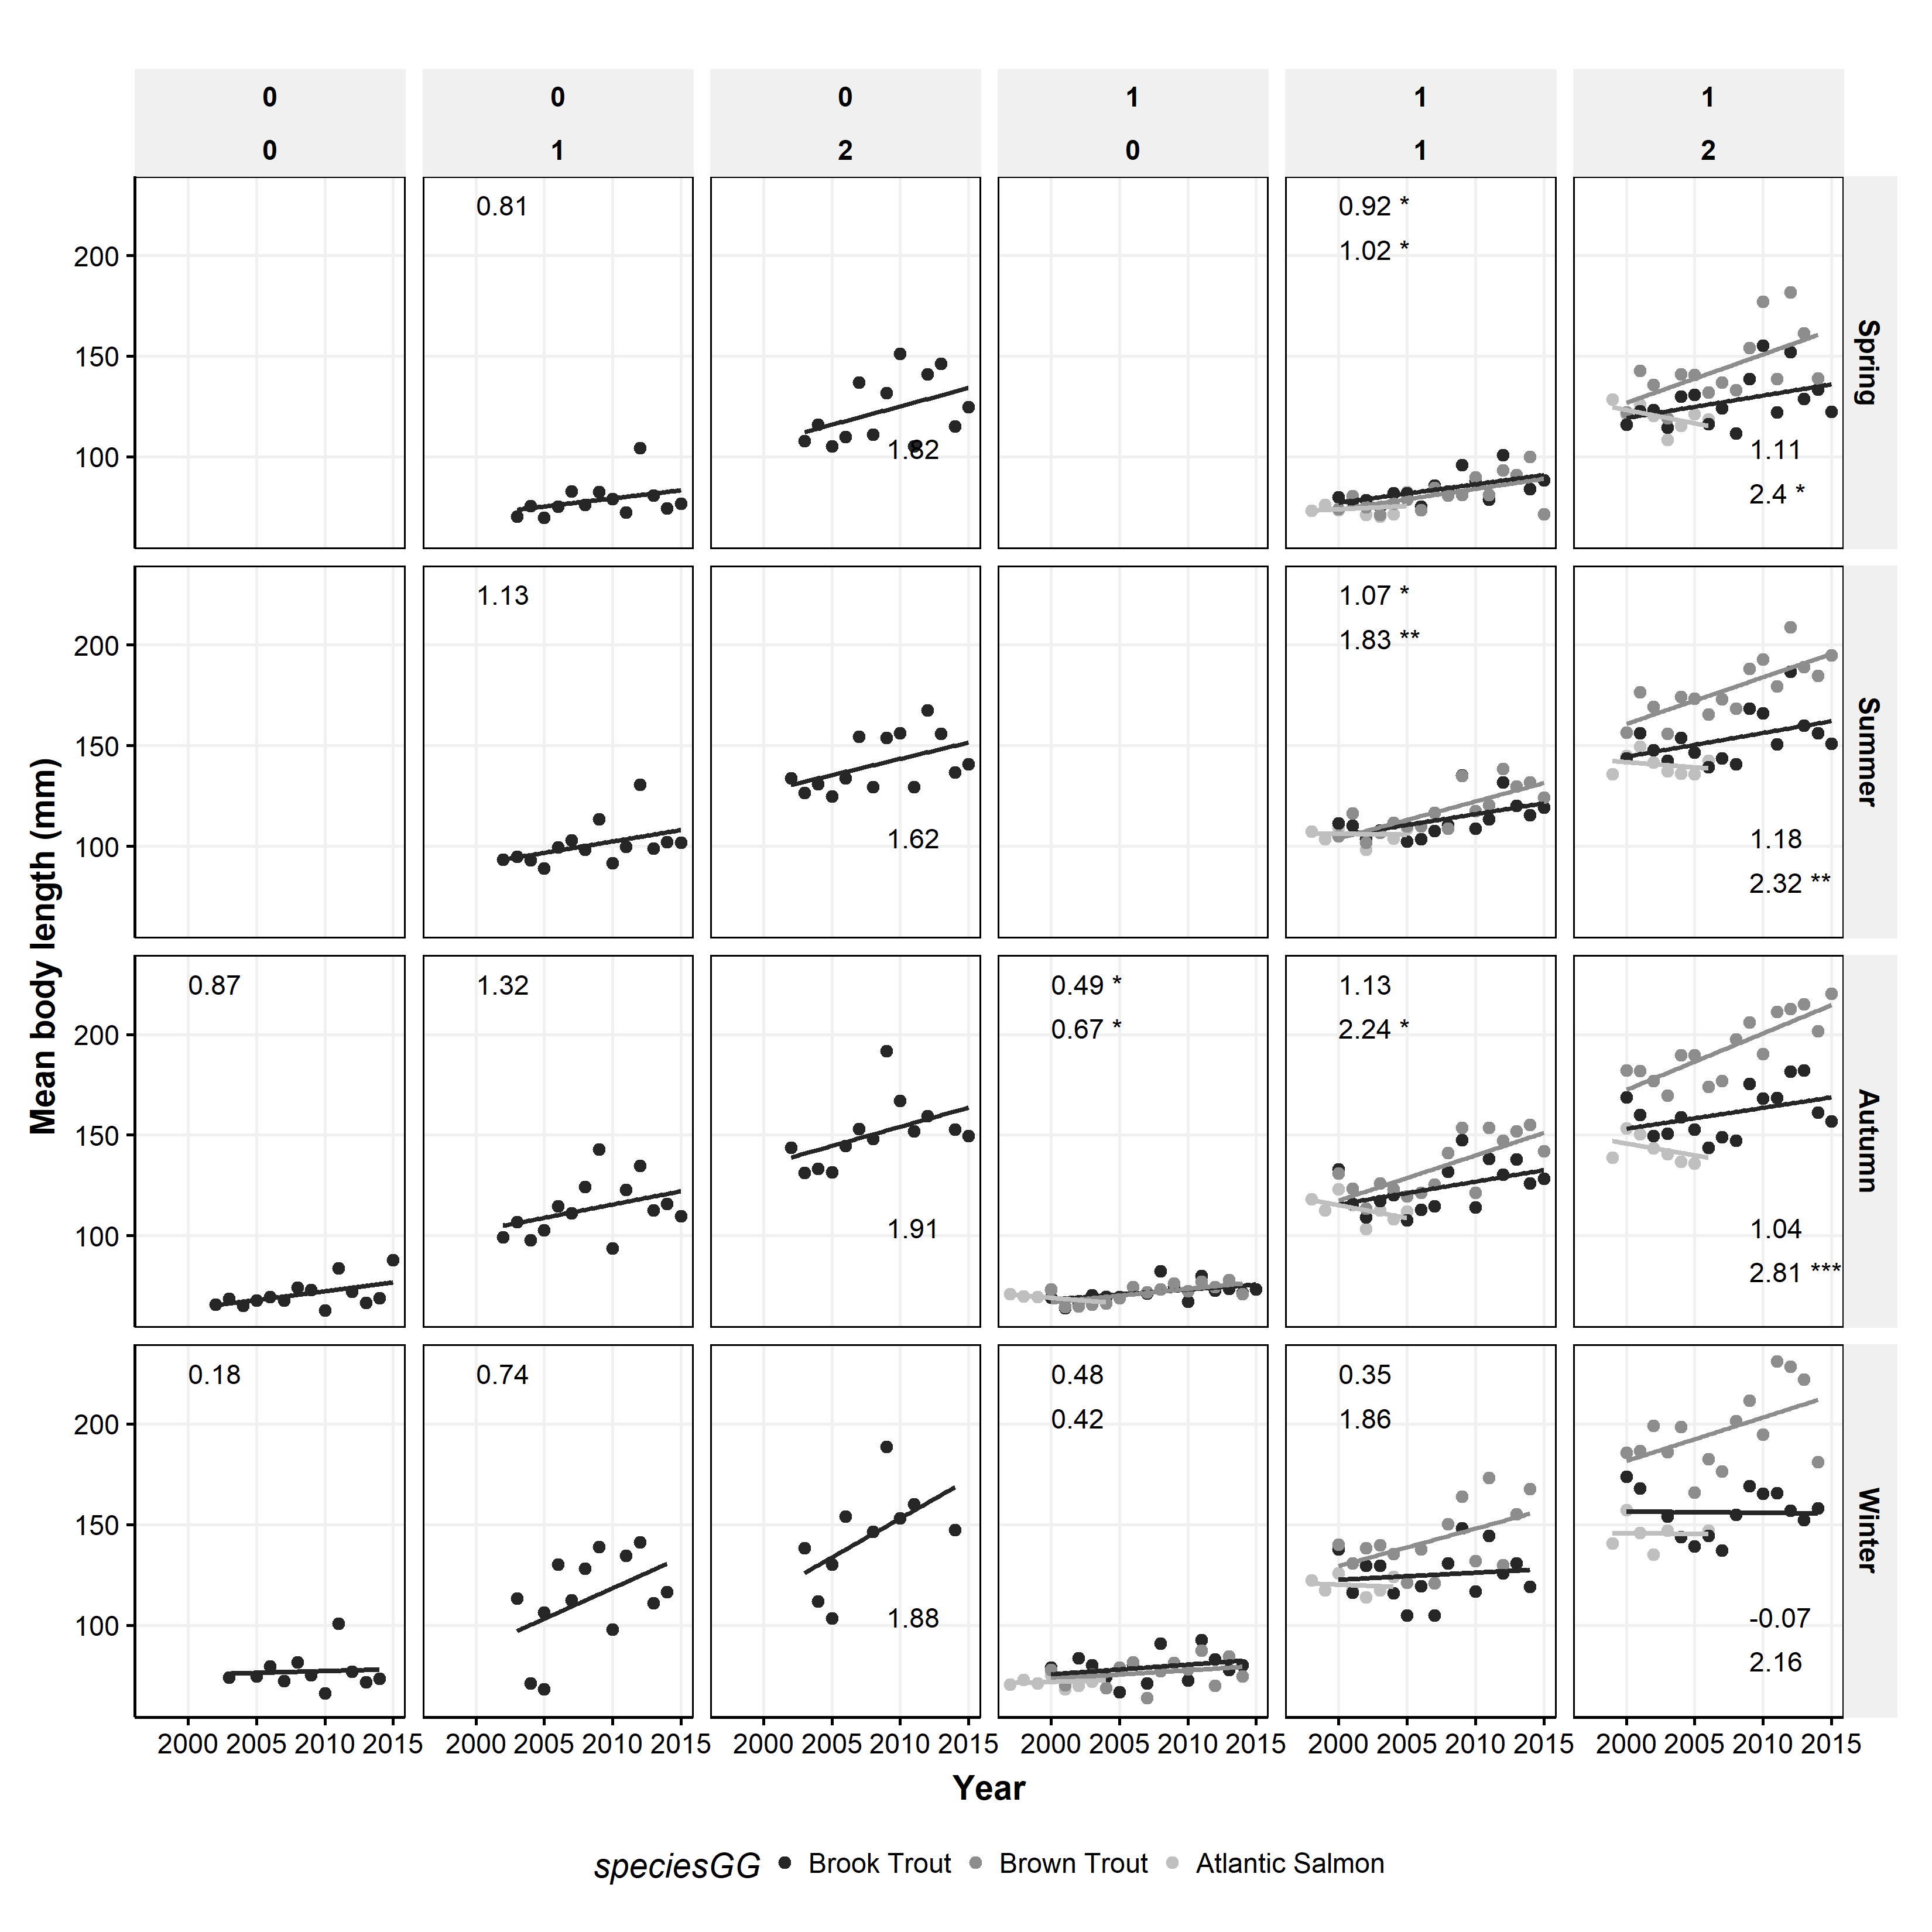 0 0 0 1 1 1
0 1 2 0 1 2
0.81 0.92 *
1.02 *
200
150
100
1.82 1.11
2.4 *
Spring
1.13 1.07 *
1.83 **
200
150
100
1.62 1.18
2.32 **
Summer
0.87 1.32 0.49 * 1.13
0.67 * 2.24 *
200
150
100
1.91 1.04
2.81 ***
Autumn
0.18 0.74 0.48 0.35
0.42 1.86
200
150
100
1.88 -0.07
2.16
Winter
Mean body length (mm)
2000 2005 2010 2015 2000 2005 2010 2015 2000 2005 2010 2015 2000 2005 2010 2015 2000 2005 2010 2015 2000 2005 2010 2015
Year
speciesGG Brook Trout Brown Trout Atlantic Salmon